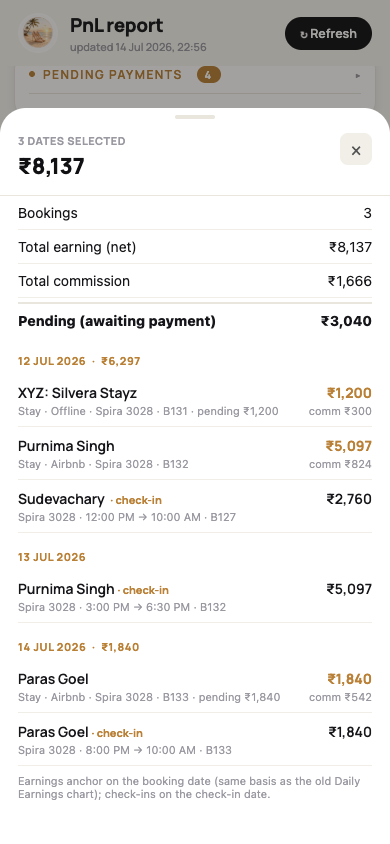 PnL report
updated 14 Jul 2026, 22:56
↻ Refresh
PENDING PAYMENTS 4
3 DATES SELECTED
₹8,137
×
Bookings 3
Total earning (net) ₹8,137
Total commission ₹1,666
Pending (awaiting payment) ₹3,040
12 JUL 2026 · ₹6,297
XYZ: Silvera Stayz ₹1,200
Stay · Offline · Spira 3028 · B131 · pending ₹1,200 comm ₹300
Purnima Singh ₹5,097
Stay · Airbnb · Spira 3028 · B132 comm ₹824
Sudevachary · check-in ₹2,760
Spira 3028 · 12:00 PM → 10:00 AM · B127
13 JUL 2026
Purnima Singh · check-in ₹5,097
Spira 3028 · 3:00 PM → 6:30 PM · B132
14 JUL 2026 · ₹1,840
Paras Goel ₹1,840
Stay · Airbnb · Spira 3028 · B133 · pending ₹1,840 comm ₹542
Paras Goel · check-in ₹1,840
Spira 3028 · 8:00 PM → 10:00 AM · B133
Earnings anchor on the booking date (same basis as the old Daily
Earnings chart); check-ins on the check-in date.